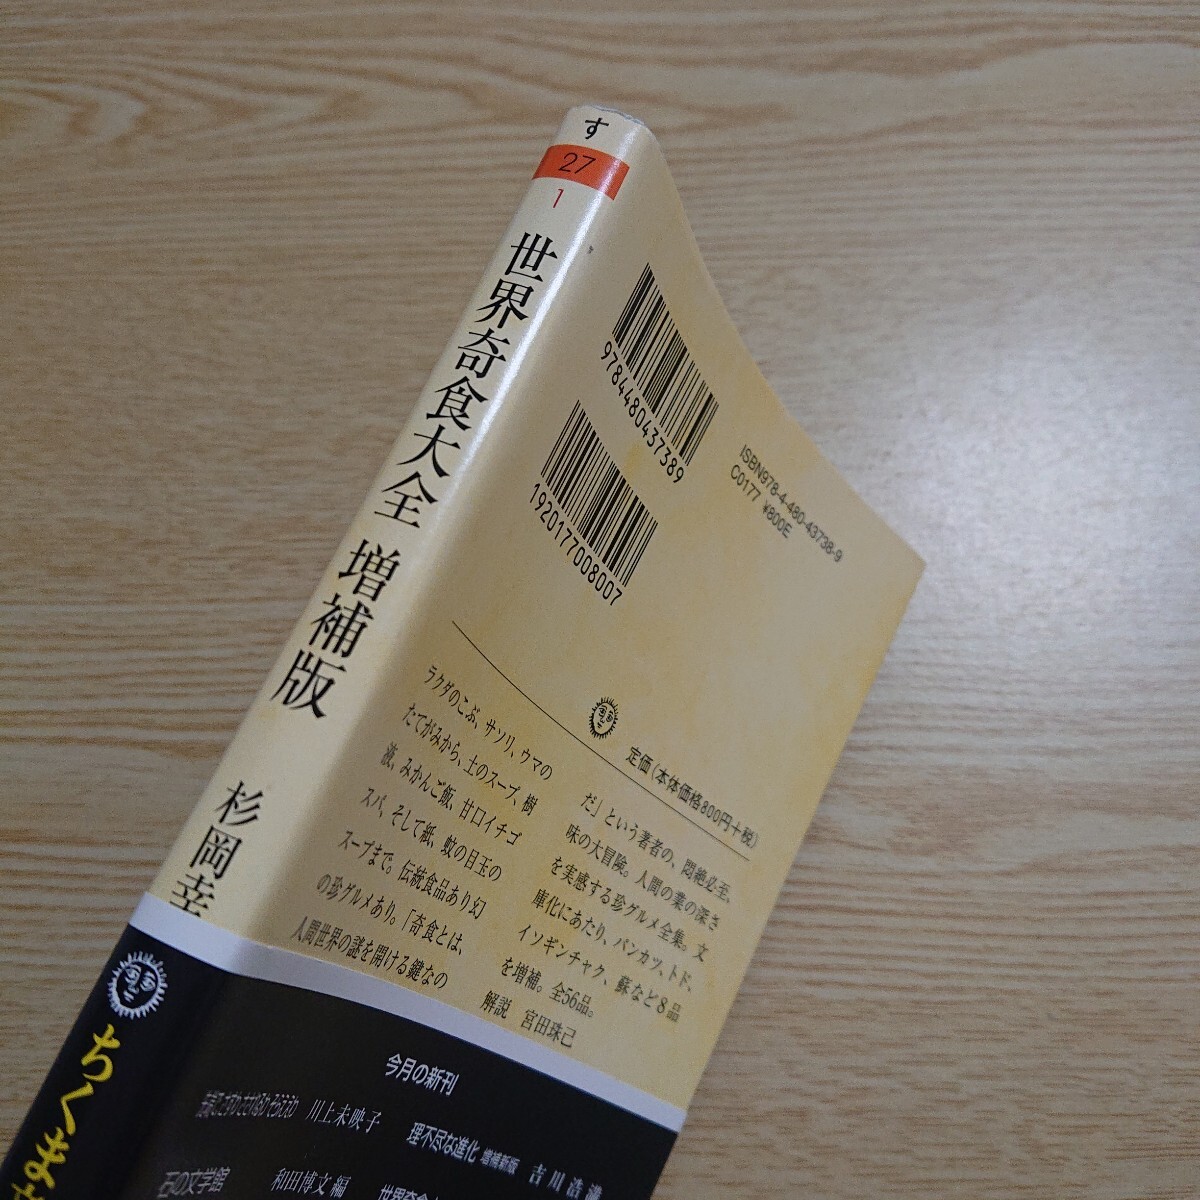 す
27
1
世界奇食大全 増補版
杉岡幸
ちくま
9784480437389
1920177008007
ISBN978-4-480-43738-9
C0177 ¥800E
定価(本体価格800円+税)
ラクダのこぶ、サソリ、ウマの
たてがみから、土のスープ、樹
液、みかんご飯、甘口イチゴ
スパ、そして紙、蚊の目玉の
スープまで。伝統食品あり幻
の珍グルメあり。「奇食とは、
人間世界の謎を開ける鍵なの
だ」という著者の、悶絶必至、
味の大冒険。人間の業の深さ
を実感する珍グルメ全集。文
庫化にあたり、パンカツ、トド、
イソギンチャク、蘇など8品
を増補。全56品。
解説 宮田珠己
今月の新刊
川上未映子
理不尽な進化 増補新版 吉川浩満
石の文学館 和田博文 編
世界奇食